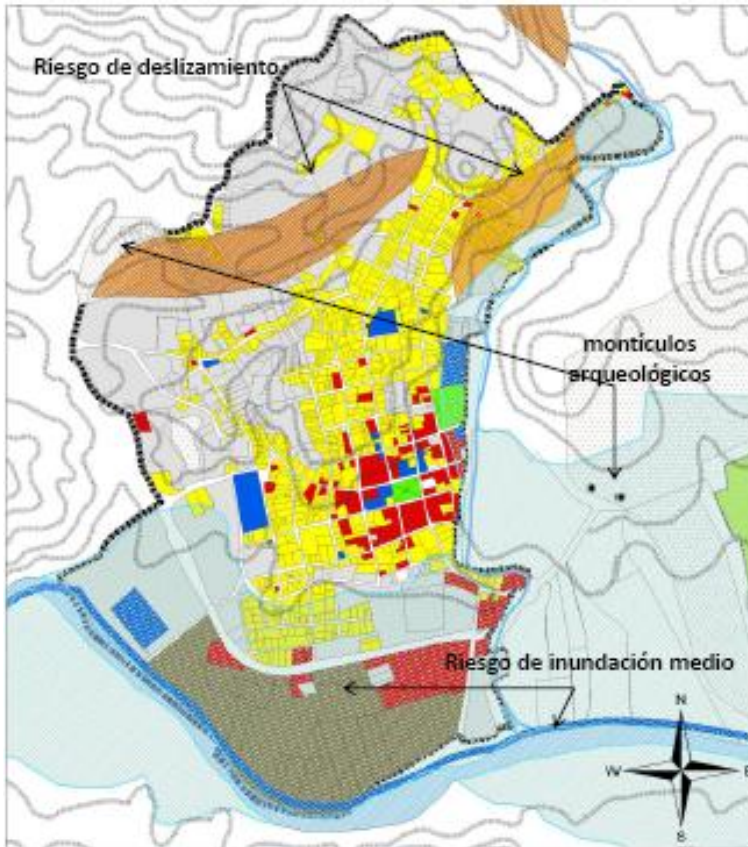 Riesgo de deslizamiento
montículos
arqueológicos
Riesgo de inundación medio
N
W
E
S